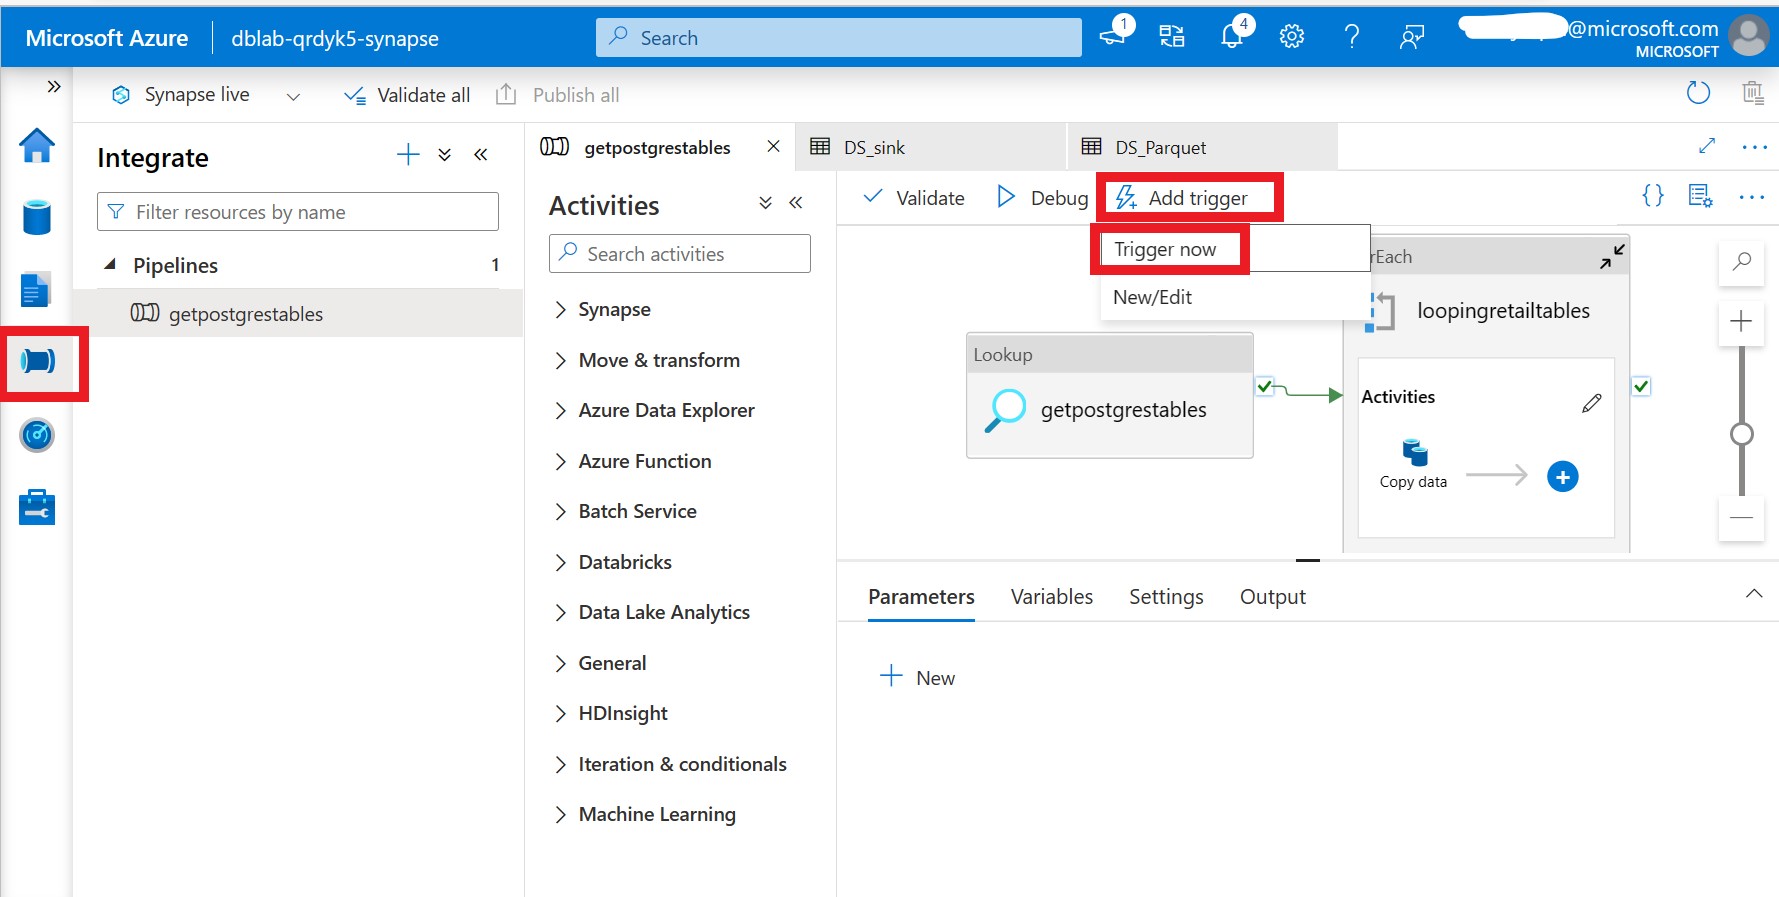 Microsoft Azure
dblab-qrdyk5-synapse
Search
1
4
@microsoft.com
MICROSOFT
Synapse live
Validate all
Publish all
Integrate
Filter resources by name
Pipelines
1
getpostgrestables
getpostgrestables
DS_sink
DS_Parquet
Activities
Search activities
Synapse
Move & transform
Azure Data Explorer
Azure Function
Batch Service
Databricks
Data Lake Analytics
General
HDInsight
Iteration & conditionals
Machine Learning
Validate
Debug
Add trigger
Trigger now
New/Edit
Lookup
getpostgrestables
rEach
loopingretailtables
Activities
Copy data
Parameters
Variables
Settings
Output
New